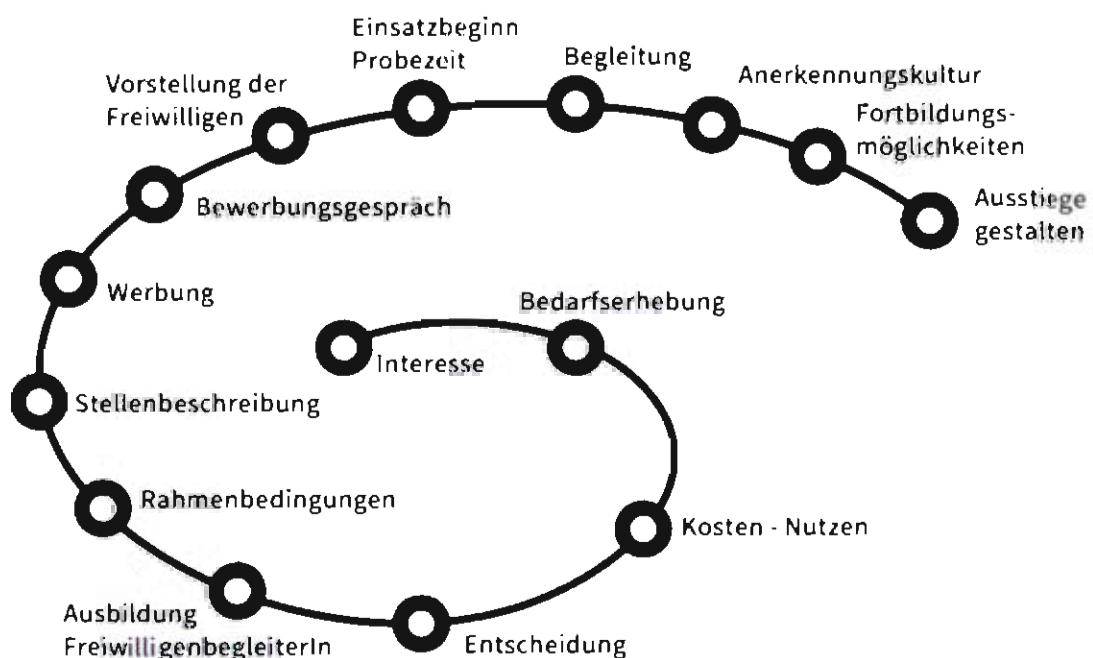 Einsatzbeginn
Probezeit
Begleitung
Anerkennungskultur
Vorstellung der
Freiwilligen
Fortbildungs-
möglichkeiten
Bewerbungsgespräch
Ausstiege
gestalten
Werbung
Bedarfserhebung
Interesse
Stellenbeschreibung
Rahmenbedingungen
Kosten - Nutzen
Ausbildung
FreiwilligenbegleiterIn
Entscheidung